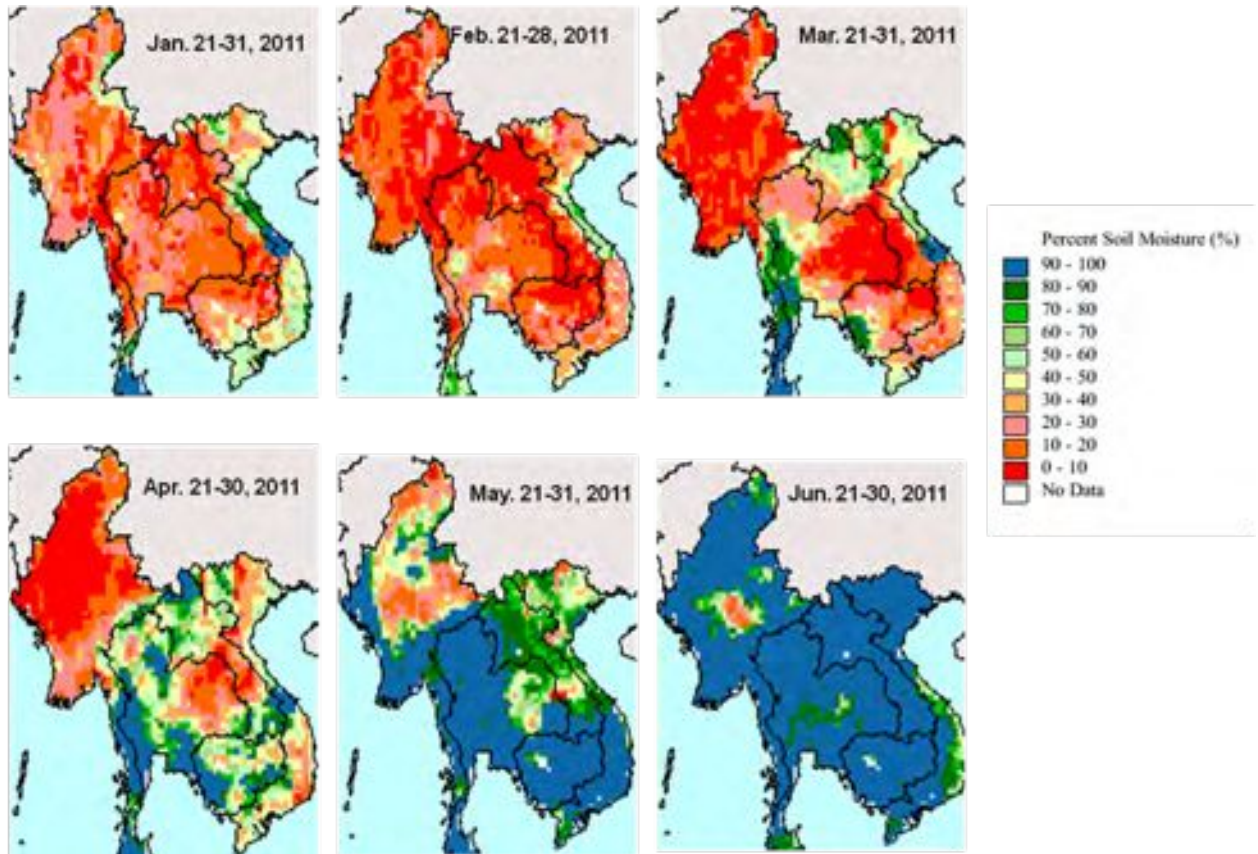 Jan. 21-31, 2011
Feb. 21-28, 2011
Mar. 21-31, 2011
Percent Soil Moisture (%)
90 - 100
80 - 90
70 - 80
60 - 70
50 - 60
40 - 50
30 - 40
20 - 30
10 - 20
0 - 10
No Data
Apr. 21-30, 2011
May. 21-31, 2011
Jun. 21-30, 2011